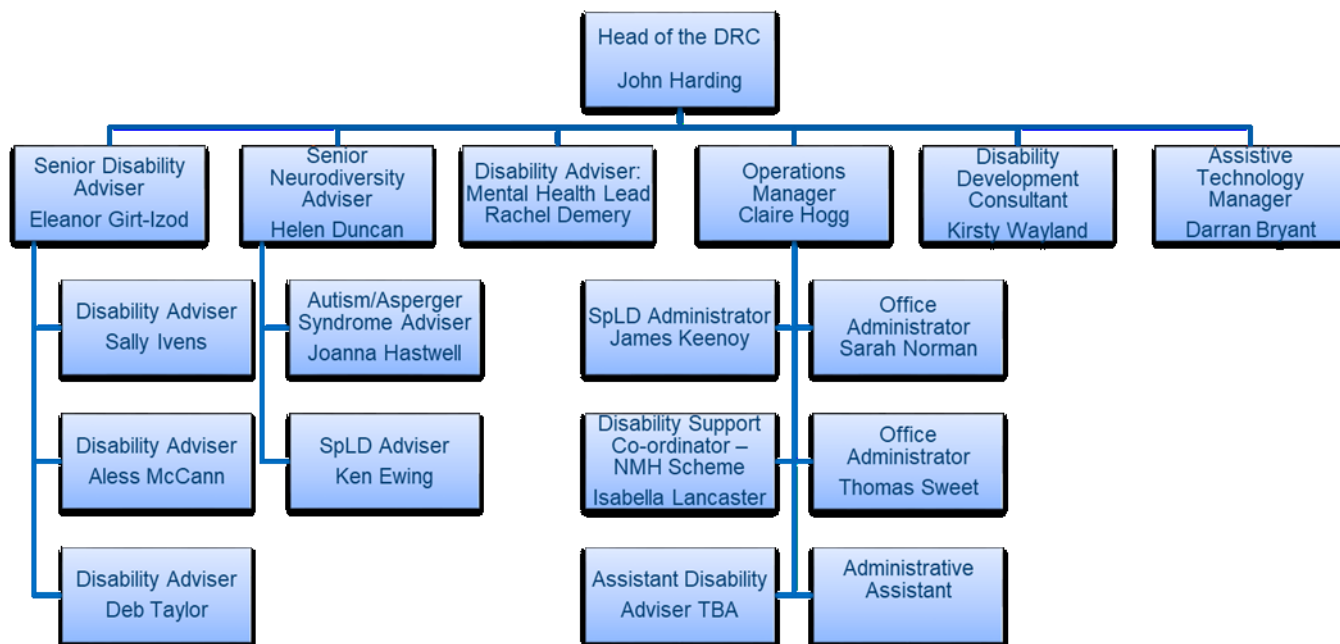 Head of the DRC
John Harding
Senior Disability
Adviser
Eleanor Girt-Izod
Senior
Neurodiversity
Adviser
Helen Duncan
Disability Adviser:
Mental Health Lead
Rachel Demery
Operations
Manager
Claire Hogg
Disability
Development
Consultant
Kirsty Wayland
Assistive
Technology
Manager
Darran Bryant
Disability Adviser
Sally Ivens
Autism/Asperger
Syndrome Adviser
Joanna Hastwell
SpLD Administrator
James Keenoy
Office
Administrator
Sarah Norman
Disability Adviser
Aless McCann
SpLD Adviser
Ken Ewing
Disability Support
Co-ordinator –
NMH Scheme
Isabella Lancaster
Office
Administrator
Thomas Sweet
Disability Adviser
Deb Taylor
Assistant Disability
Adviser TBA
Administrative
Assistant